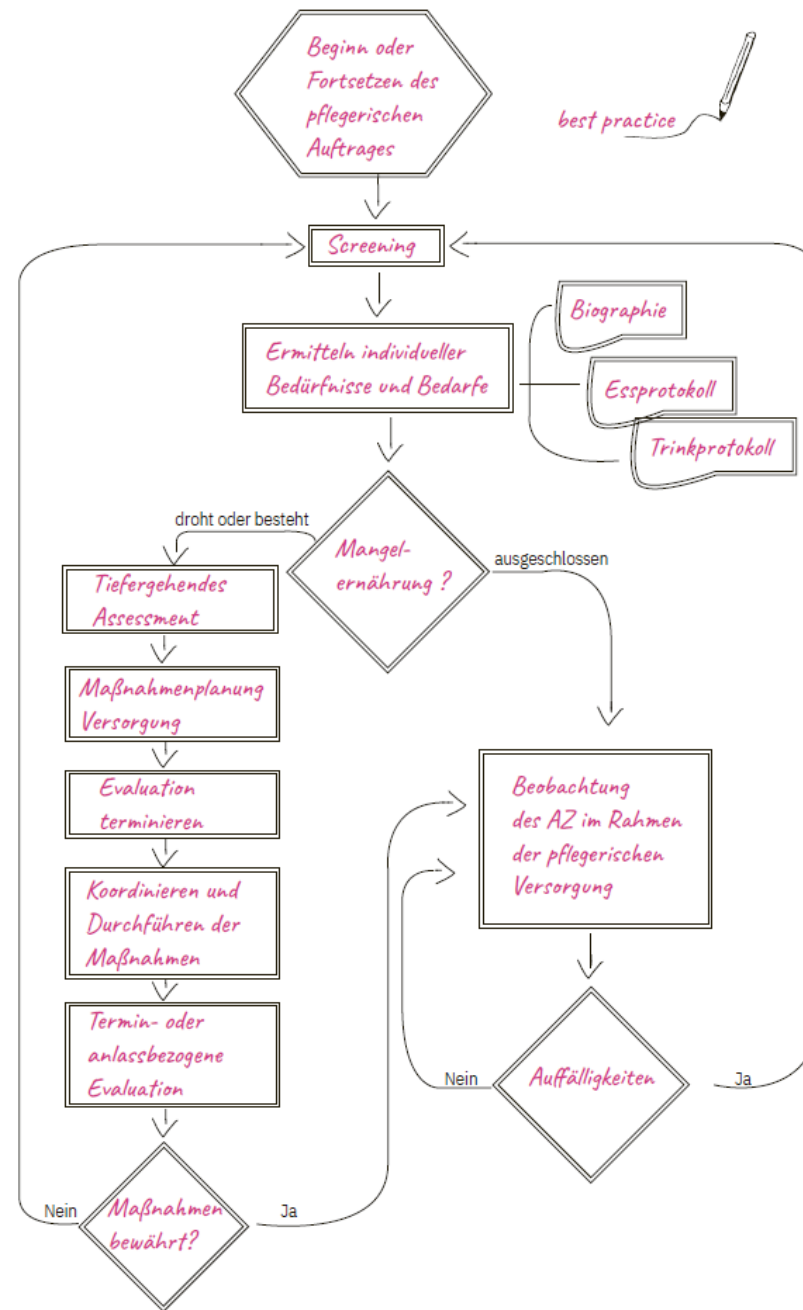 Beginn oder
Fortsetzen des
pflegerischen
Auftrages
best practice
Screening
Ermitteln individueller
Bedürfnisse und Bedarfe
Biographie
Essprotokoll
Trinkprotokoll
Mangel-
ernährung ?
droht oder besteht
ausgeschlossen
Tiefergehendes
Assessment
Maßnahmenplanung
Versorgung
Evaluation
terminieren
Koordinieren und
Durchführen der
Maßnahmen
Termin- oder
anlassbezogene
Evaluation
Maßnahmen
bewährt?
Nein
Ja
Beobachtung
des AZ im Rahmen
der pflegerischen
Versorgung
Auffälligkeiten
Nein
Ja